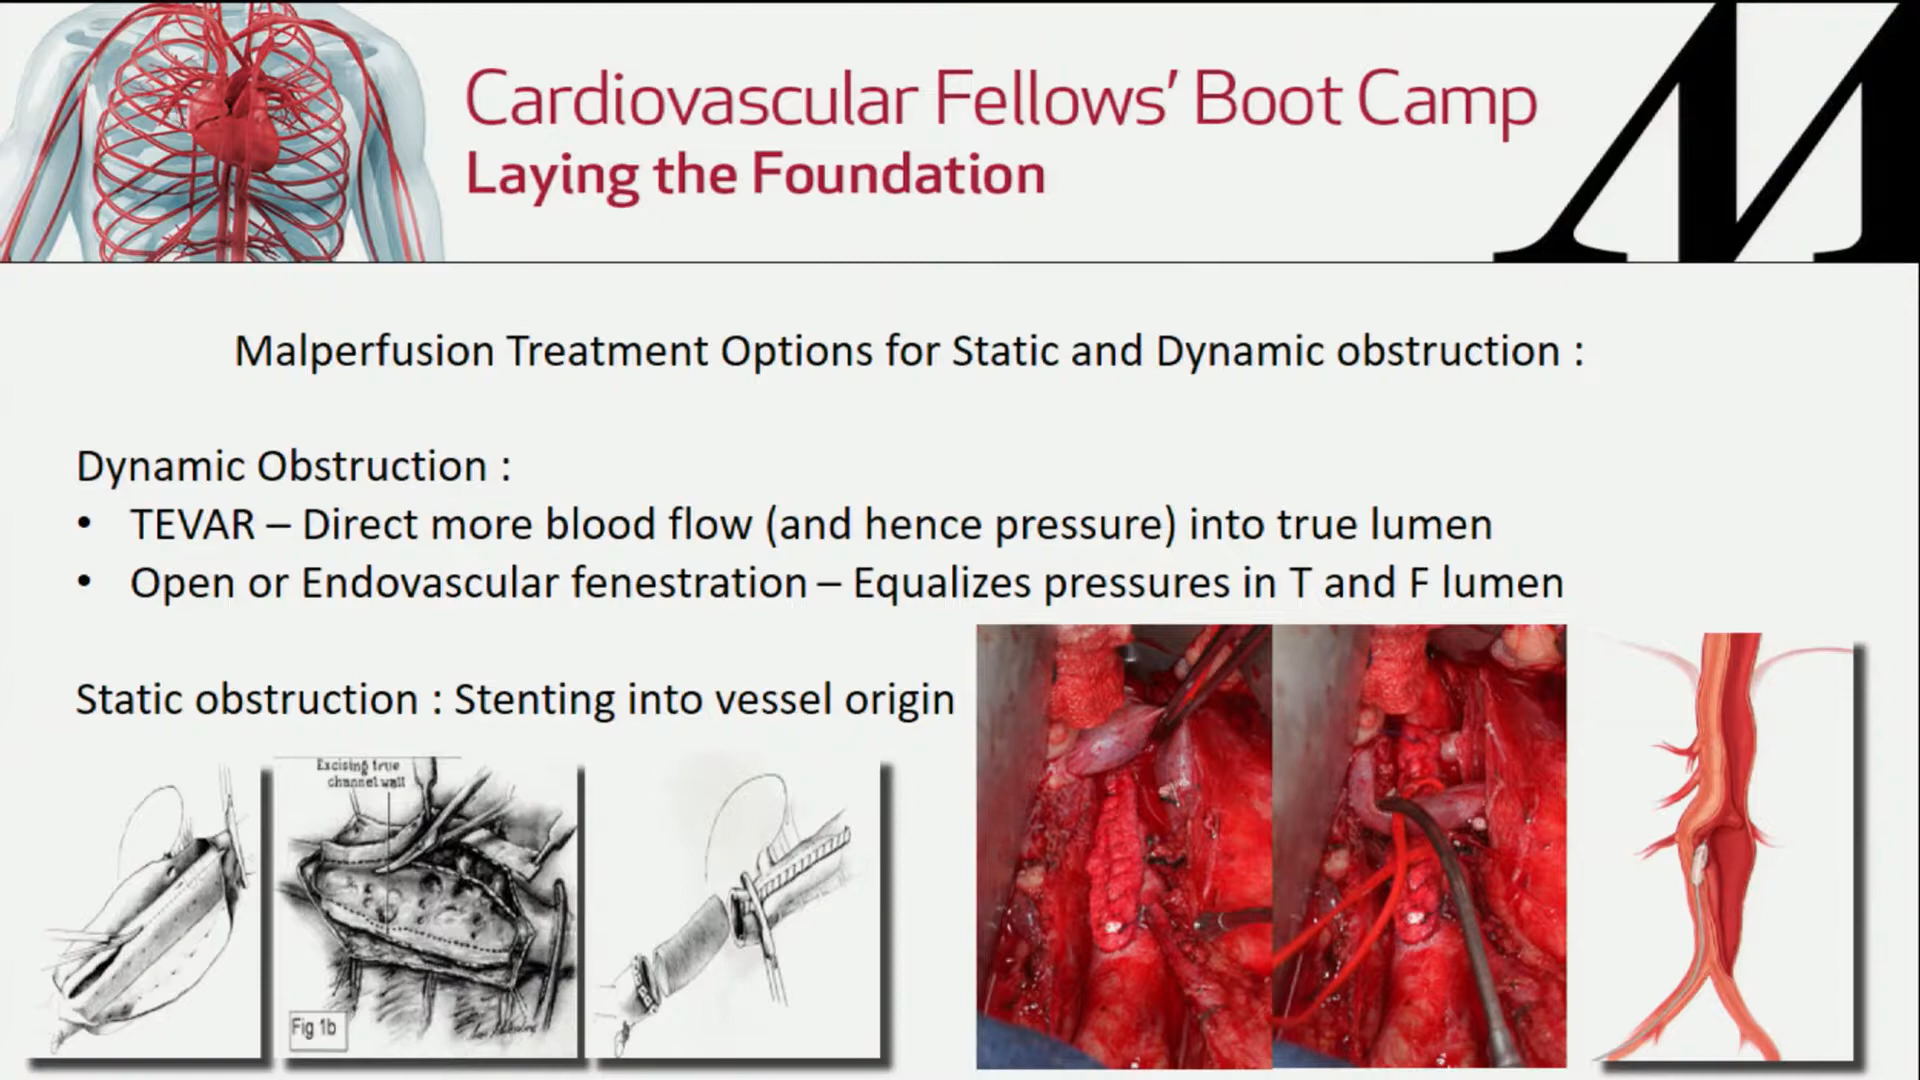 Cardiovascular Fellows' Boot Camp
Laying the Foundation
M
Malperfusion Treatment Options for Static and Dynamic obstruction :
Dynamic Obstruction :
• TEVAR – Direct more blood flow (and hence pressure) into true lumen
• Open or Endovascular fenestration – Equalizes pressures in T and F lumen
Static obstruction : Stenting into vessel origin
Excising true
channel wall
Fig 1b